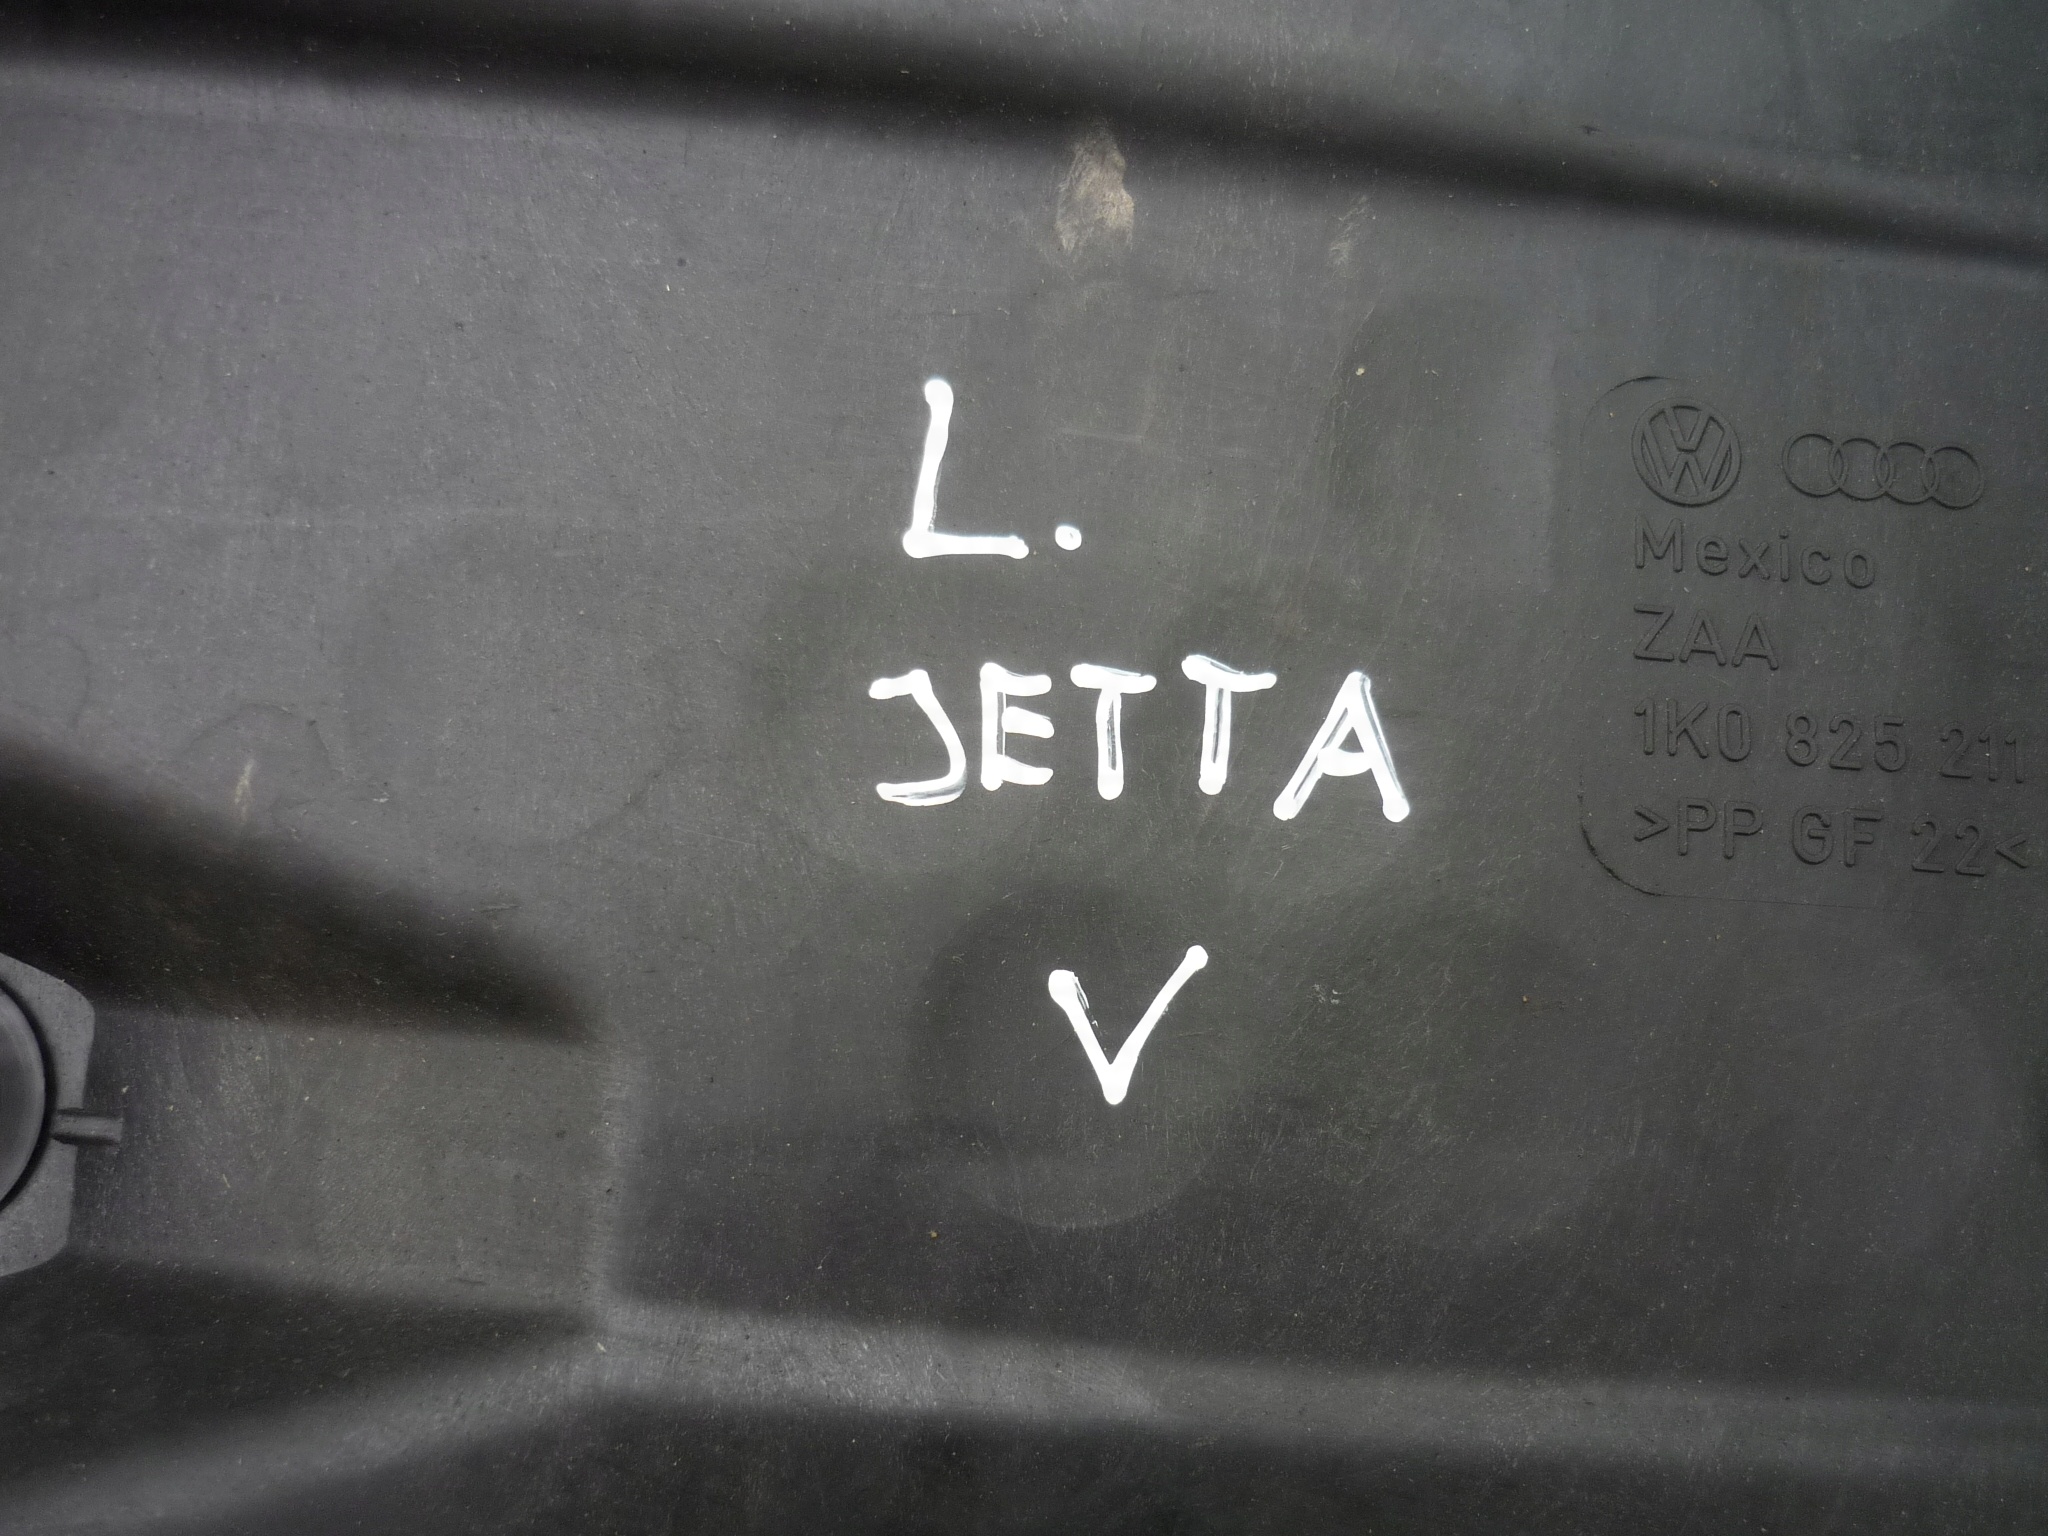 L.
JETTA
V
Mexico
ZAA
1K0 825 211
>PP GF 22<